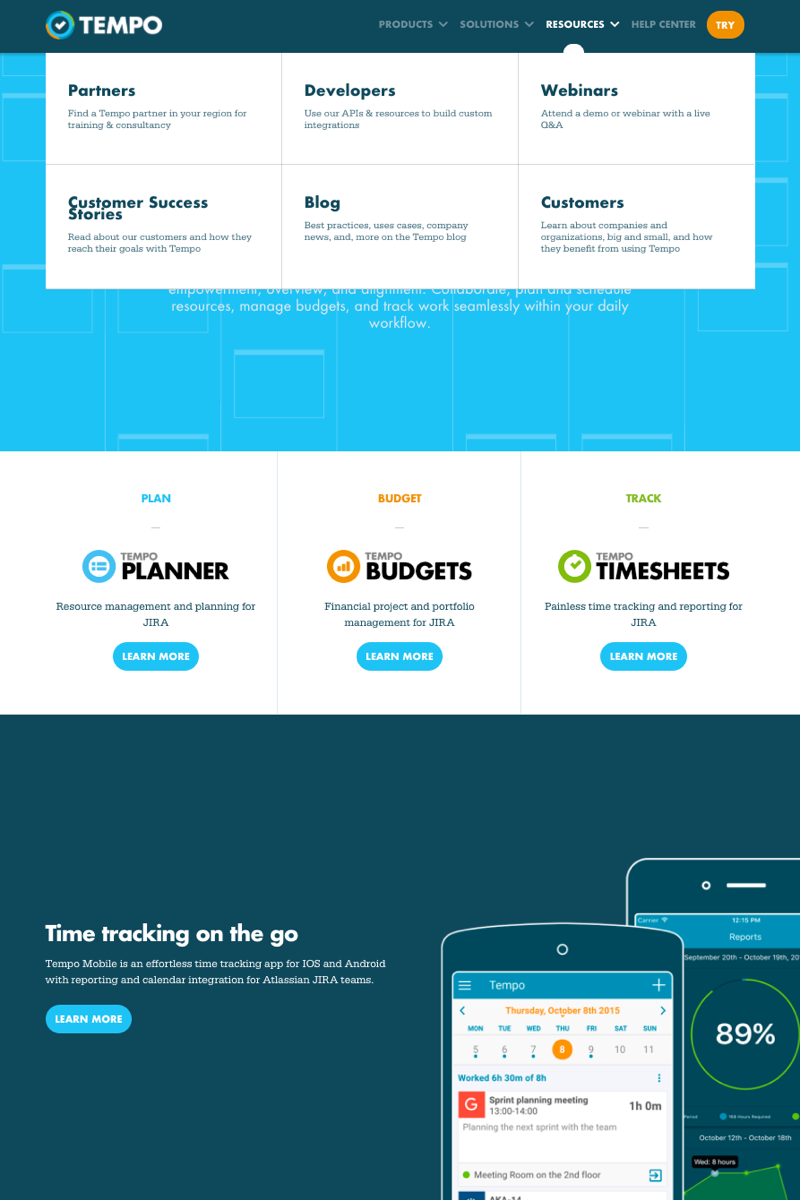 TEMPO
PRODUCTS
SOLUTIONS
RESOURCES
HELP CENTER
TRY
Partners
Find a Tempo partner in your region for
training & consultancy
Developers
Use our APIs & resources to build custom
integrations
Webinars
Attend a demo or webinar with a live
Q&A
Customer Success
Stories
Read about our customers and how they
reach their goals with Tempo
Blog
Best practices, uses cases, company
news, and, more on the Tempo blog
Customers
Learn about companies and
organizations, big and small, and how
they benefit from using Tempo
empowerment, overview, and alignment. Collaborate, plan and schedule
resources, manage budgets, and track work seamlessly within your daily
workflow.
PLAN
—
TEMPO
PLANNER
Resource management and planning for
JIRA
LEARN MORE
BUDGET
—
TEMPO
BUDGETS
Financial project and portfolio
management for JIRA
LEARN MORE
TRACK
—
TEMPO
TIMESHEETS
Painless time tracking and reporting for
JIRA
LEARN MORE
Time tracking on the go
Tempo Mobile is an effortless time tracking app for IOS and Android
with reporting and calendar integration for Atlassian JIRA teams.
LEARN MORE
Tempo
Thursday, October 8th 2015
MON TUE WED THU FRI SAT SUN
5 6 7 8 9 10 11
Worked 6h 30m of 8h
G
Sprint planning meeting
13:00-14:00
1h 0m
Planning the next sprint with the team
Meeting Room on the 2nd floor
AKA-14
Carrier
12:15 PM
Reports
September 20th - October 19th, 20
89%
Period
168 Hours Required
October 12th - October 18th
Wed: 8 hours